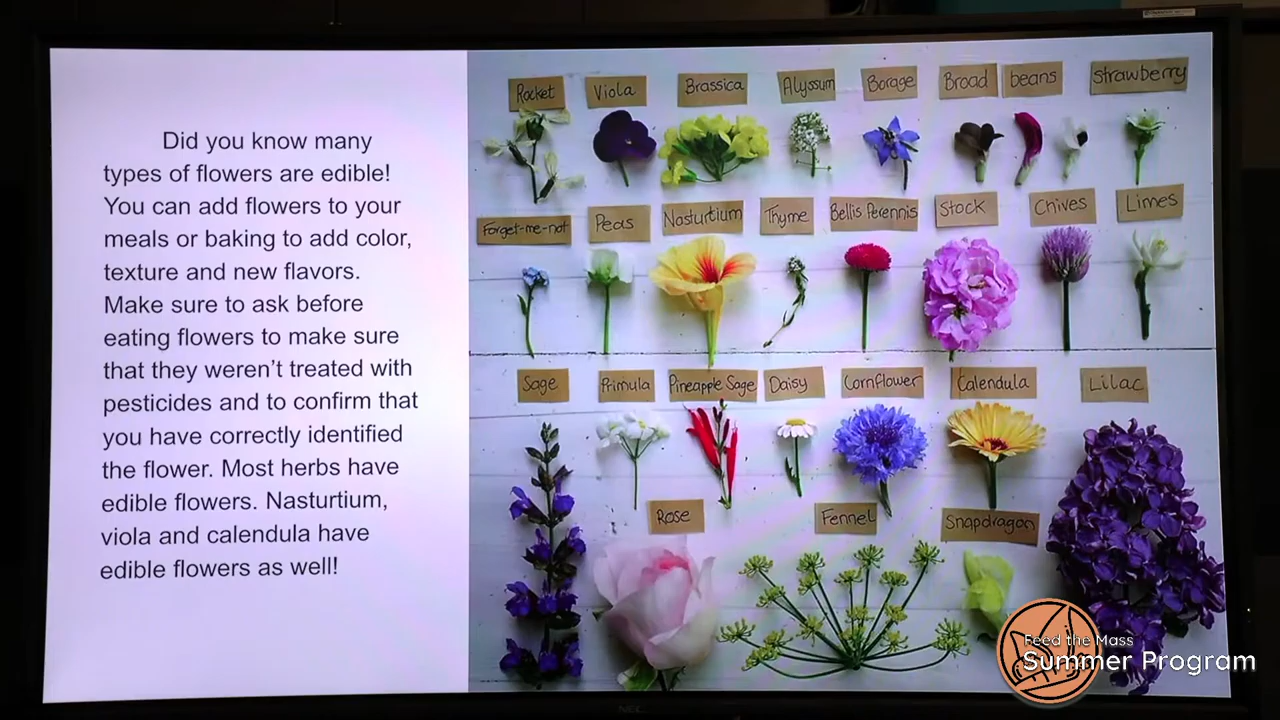 Did you know many
types of flowers are edible!
You can add flowers to your
meals or baking to add color,
texture and new flavors.
Make sure to ask before
eating flowers to make sure
that they weren’t treated with
pesticides and to confirm that
you have correctly identified
the flower. Most herbs have
edible flowers. Nasturtium,
viola and calendula have
edible flowers as well!
Rocket Viola Brassica Alyssum Borage Broad beans strawberry
Forget-me-not Peas Nasturtium Thyme Bellis Perennis Stock Chives Limes
Sage Primula Pineapple Sage Daisy Cornflower Calendula Lilac
Rose Fennel Snapdragon
Feed the Mass
Summer Program
NEC